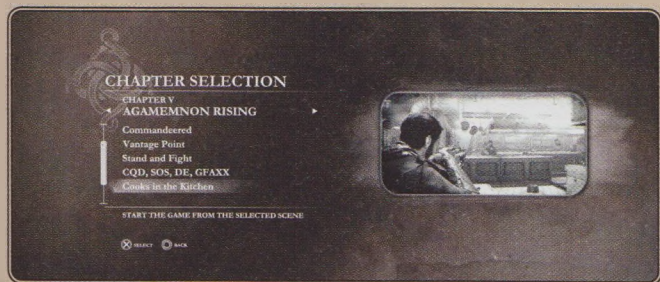 CHAPTER SELECTION
CHAPTER V
AGAMEMNON RISING
Commandeered
Vantage Point
Stand and Fight
CQD, SOS, DE, GFAXX
Cooks in the Kitchen
START THE GAME FROM THE SELECTED SCENE
SELECT BACK